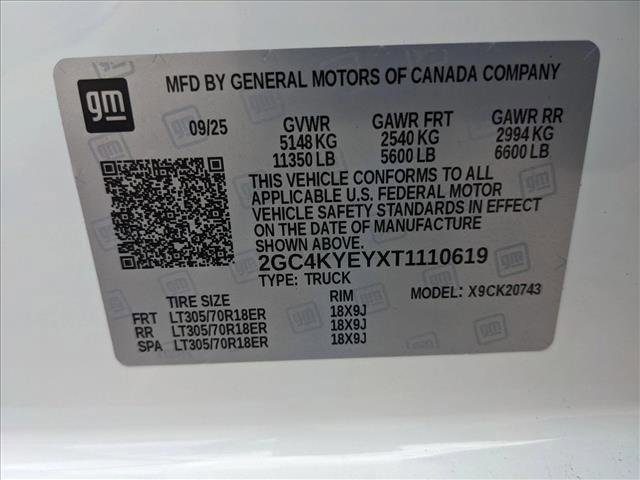 gm
MFD BY GENERAL MOTORS OF CANADA COMPANY
09/25 GVWR GAWR FRT GAWR RR
5148 KG 2540 KG 2994 KG
11350 LB 5600 LB 6600 LB
THIS VEHICLE CONFORMS TO ALL
APPLICABLE U.S. FEDERAL MOTOR
VEHICLE SAFETY STANDARDS IN EFFECT
ON THE DATE OF MANUFACTURE
2GC4KYEYXT1110619
TYPE: TRUCK MODEL: X9CK20743
TIRE SIZE RIM
FRT LT305/70R18ER 18X9J
RR LT305/70R18ER 18X9J
SPA LT305/70R18ER 18X9J